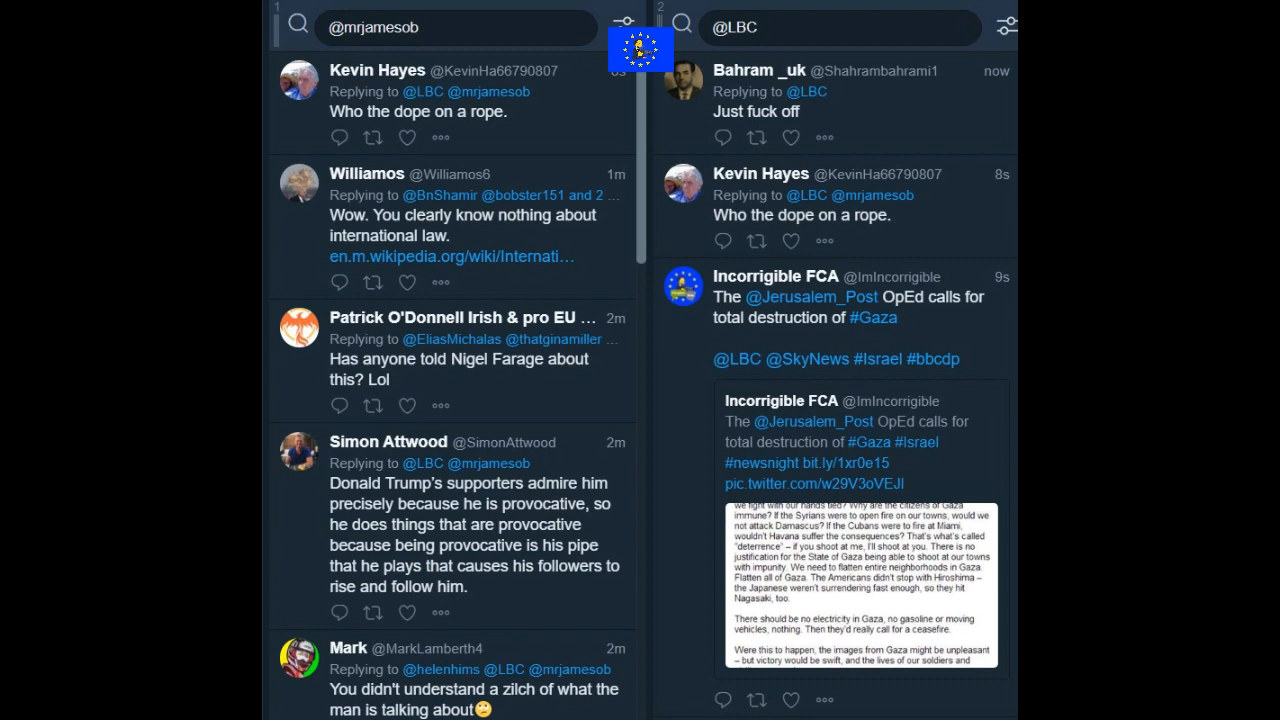 1
@mrjamesob
Kevin Hayes @KevinHa66790807 8s
Replying to @LBC @mrjamesob
Who the dope on a rope.
Williamos @Williamos6 1m
Replying to @BnShamir @bobster151 and 2 ...
Wow. You clearly know nothing about
international law.
en.m.wikipedia.org/wiki/Internati…
Patrick O'Donnell Irish & pro EU ... 2m
Replying to @EliasMichalas @thatginamiller ...
Has anyone told Nigel Farage about
this? Lol
Simon Attwood @SimonAttwood 2m
Replying to @LBC @mrjamesob
Donald Trump's supporters admire him
precisely because he is provocative, so
he does things that are provocative
because being provocative is his pipe
that he plays that causes his followers to
rise and follow him.
Mark @MarkLamberth4 2m
Replying to @helenhims @LBC @mrjamesob
You didn't understand a zilch of what the
man is talking about🙄
2
@LBC
Bahram _uk @Shahrambahrami1 now
Replying to @LBC
Just fuck off
Kevin Hayes @KevinHa66790807 8s
Replying to @LBC @mrjamesob
Who the dope on a rope.
Incorrigible FCA @ImIncorrigible 9s
The @Jerusalem_Post OpEd calls for
total destruction of #Gaza
@LBC @SkyNews #Israel #bbcdp
Incorrigible FCA @ImIncorrigible
The @Jerusalem_Post OpEd calls for
total destruction of #Gaza #Israel
#newsnight bit.ly/1xr0e15
pic.twitter.com/w29V3oVEJl
we fight with our hands tied? Why are the citizens of Gaza
immune? If the Syrians were to open fire on our towns, would we
not attack Damascus? If the Cubans were to fire at Miami,
wouldn't Havana suffer the consequences? That's what's called
"deterrence" – if you shoot at me, I'll shoot at you. There is no
justification for the State of Gaza being able to shoot at our towns
with impunity. We need to flatten entire neighborhoods in Gaza.
Flatten all of Gaza. The Americans didn't stop with Hiroshima –
the Japanese weren't surrendering fast enough, so they hit
Nagasaki, too.
There should be no electricity in Gaza, no gasoline or moving
vehicles, nothing. Then they'd really call for a ceasefire.
Were this to happen, the images from Gaza might be unpleasant
– but victory would be swift, and the lives of our soldiers and